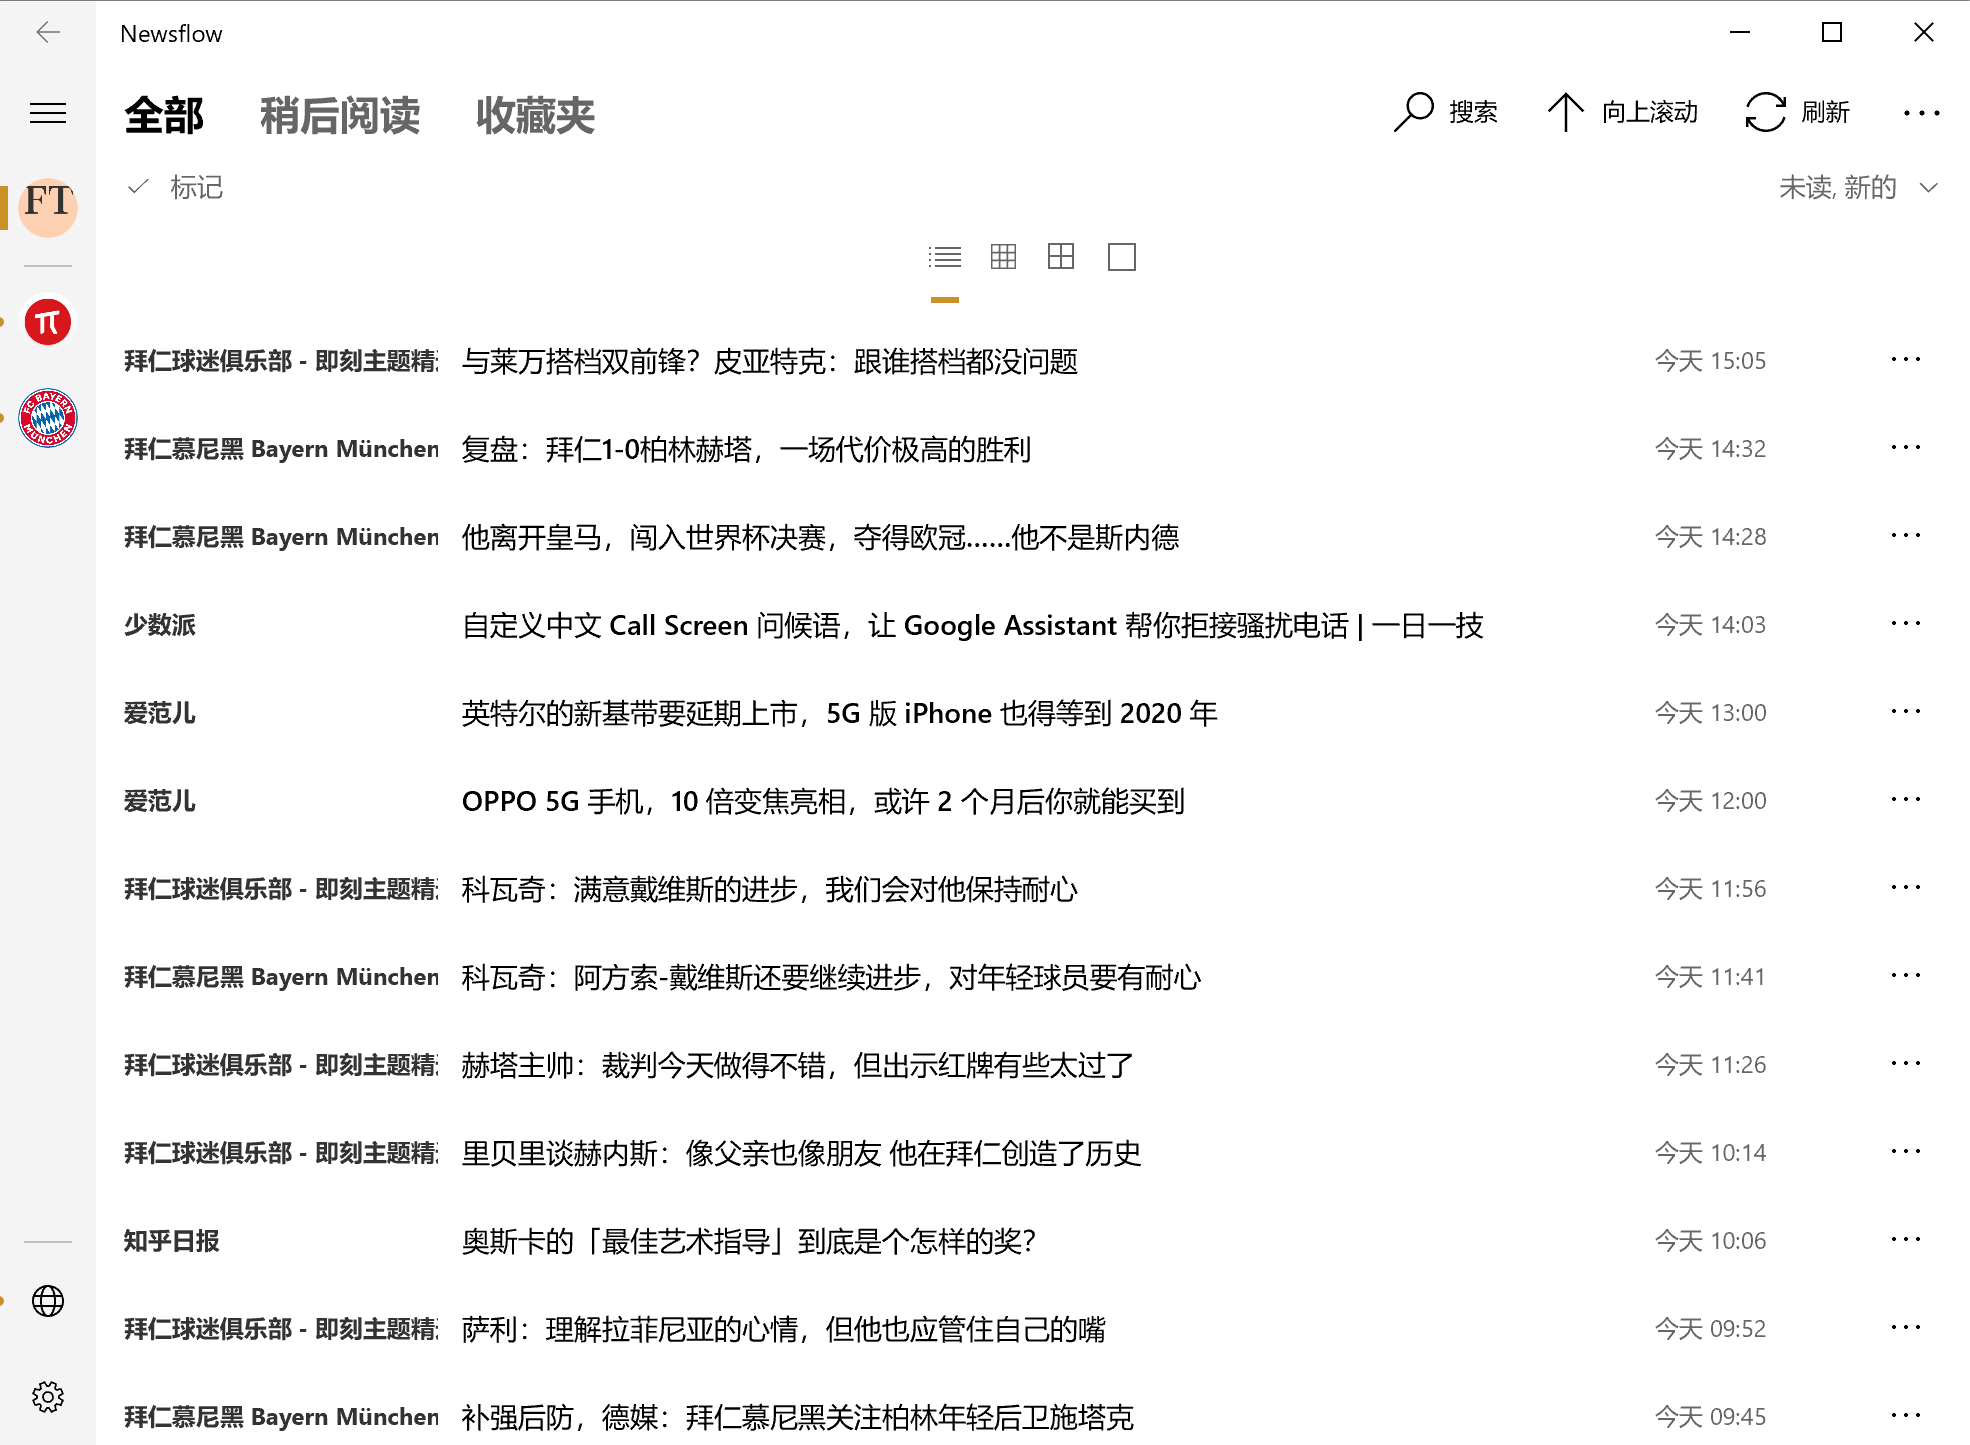 Newsflow
全部 稍后阅读 收藏夹 搜索 向上滚动 刷新
标记 未读, 新的
FT
FC BAYERN MÜNCHEN
拜仁球迷俱乐部 - 即刻主题精 与莱万搭档双前锋？皮亚特克：跟谁搭档都没问题 今天 15:05
拜仁慕尼黑 Bayern München 复盘：拜仁1-0柏林赫塔，一场代价极高的胜利 今天 14:32
拜仁慕尼黑 Bayern München 他离开皇马，闯入世界杯决赛，夺得欧冠……他不是斯内德 今天 14:28
少数派 自定义中文 Call Screen 问候语，让 Google Assistant 帮你拒接骚扰电话 | 一日一技 今天 14:03
爱范儿 英特尔的新基带要延期上市，5G 版 iPhone 也得等到 2020 年 今天 13:00
爱范儿 OPPO 5G 手机，10 倍变焦亮相，或许 2 个月后你就能买到 今天 12:00
拜仁球迷俱乐部 - 即刻主题精 科瓦奇：满意戴维斯的进步，我们会对他保持耐心 今天 11:56
拜仁慕尼黑 Bayern München 科瓦奇：阿方索-戴维斯还要继续进步，对年轻球员要有耐心 今天 11:41
拜仁球迷俱乐部 - 即刻主题精 赫塔主帅：裁判今天做得不错，但出示红牌有些太过了 今天 11:26
拜仁球迷俱乐部 - 即刻主题精 里贝里谈赫内斯：像父亲也像朋友 他在拜仁创造了历史 今天 10:14
知乎日报 奥斯卡的「最佳艺术指导」到底是个怎样的奖？ 今天 10:06
拜仁球迷俱乐部 - 即刻主题精 萨利：理解拉菲尼亚的心情，但他也应管住自己的嘴 今天 09:52
拜仁慕尼黑 Bayern München 补强后防，德媒：拜仁慕尼黑关注柏林年轻后卫施塔克 今天 09:45